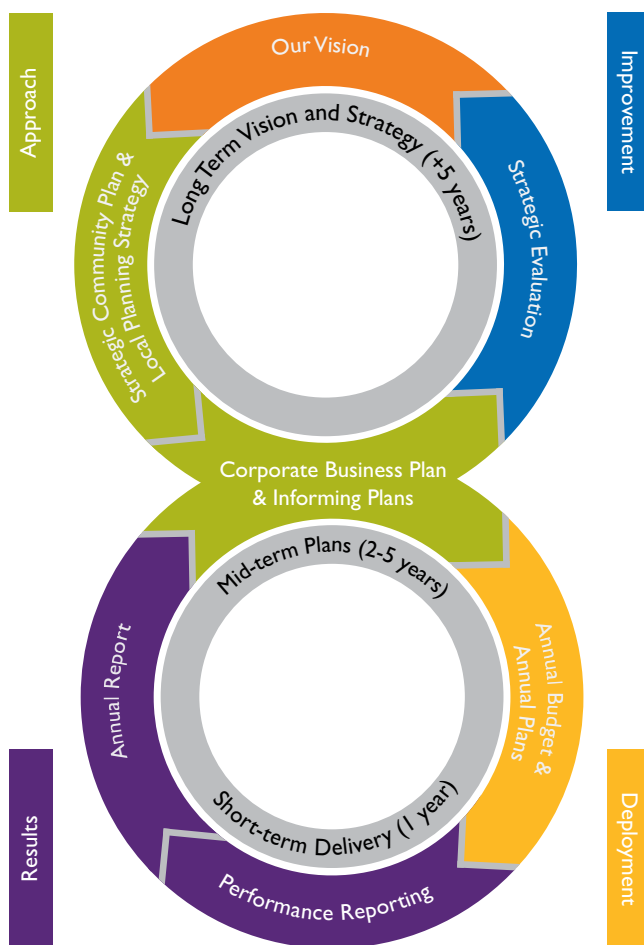 Approach
Our Vision
Improvement
Long Term Vision and Strategy (+5 years)
Strategic Community Plan &
Local Planning Strategy
Strategic Evaluation
Corporate Business Plan
& Informing Plans
Mid-term Plans (2-5 years)
Annual Report
Annual Budget &
Annual Plans
Short-term Delivery (1 year)
Performance Reporting
Results
Deployment